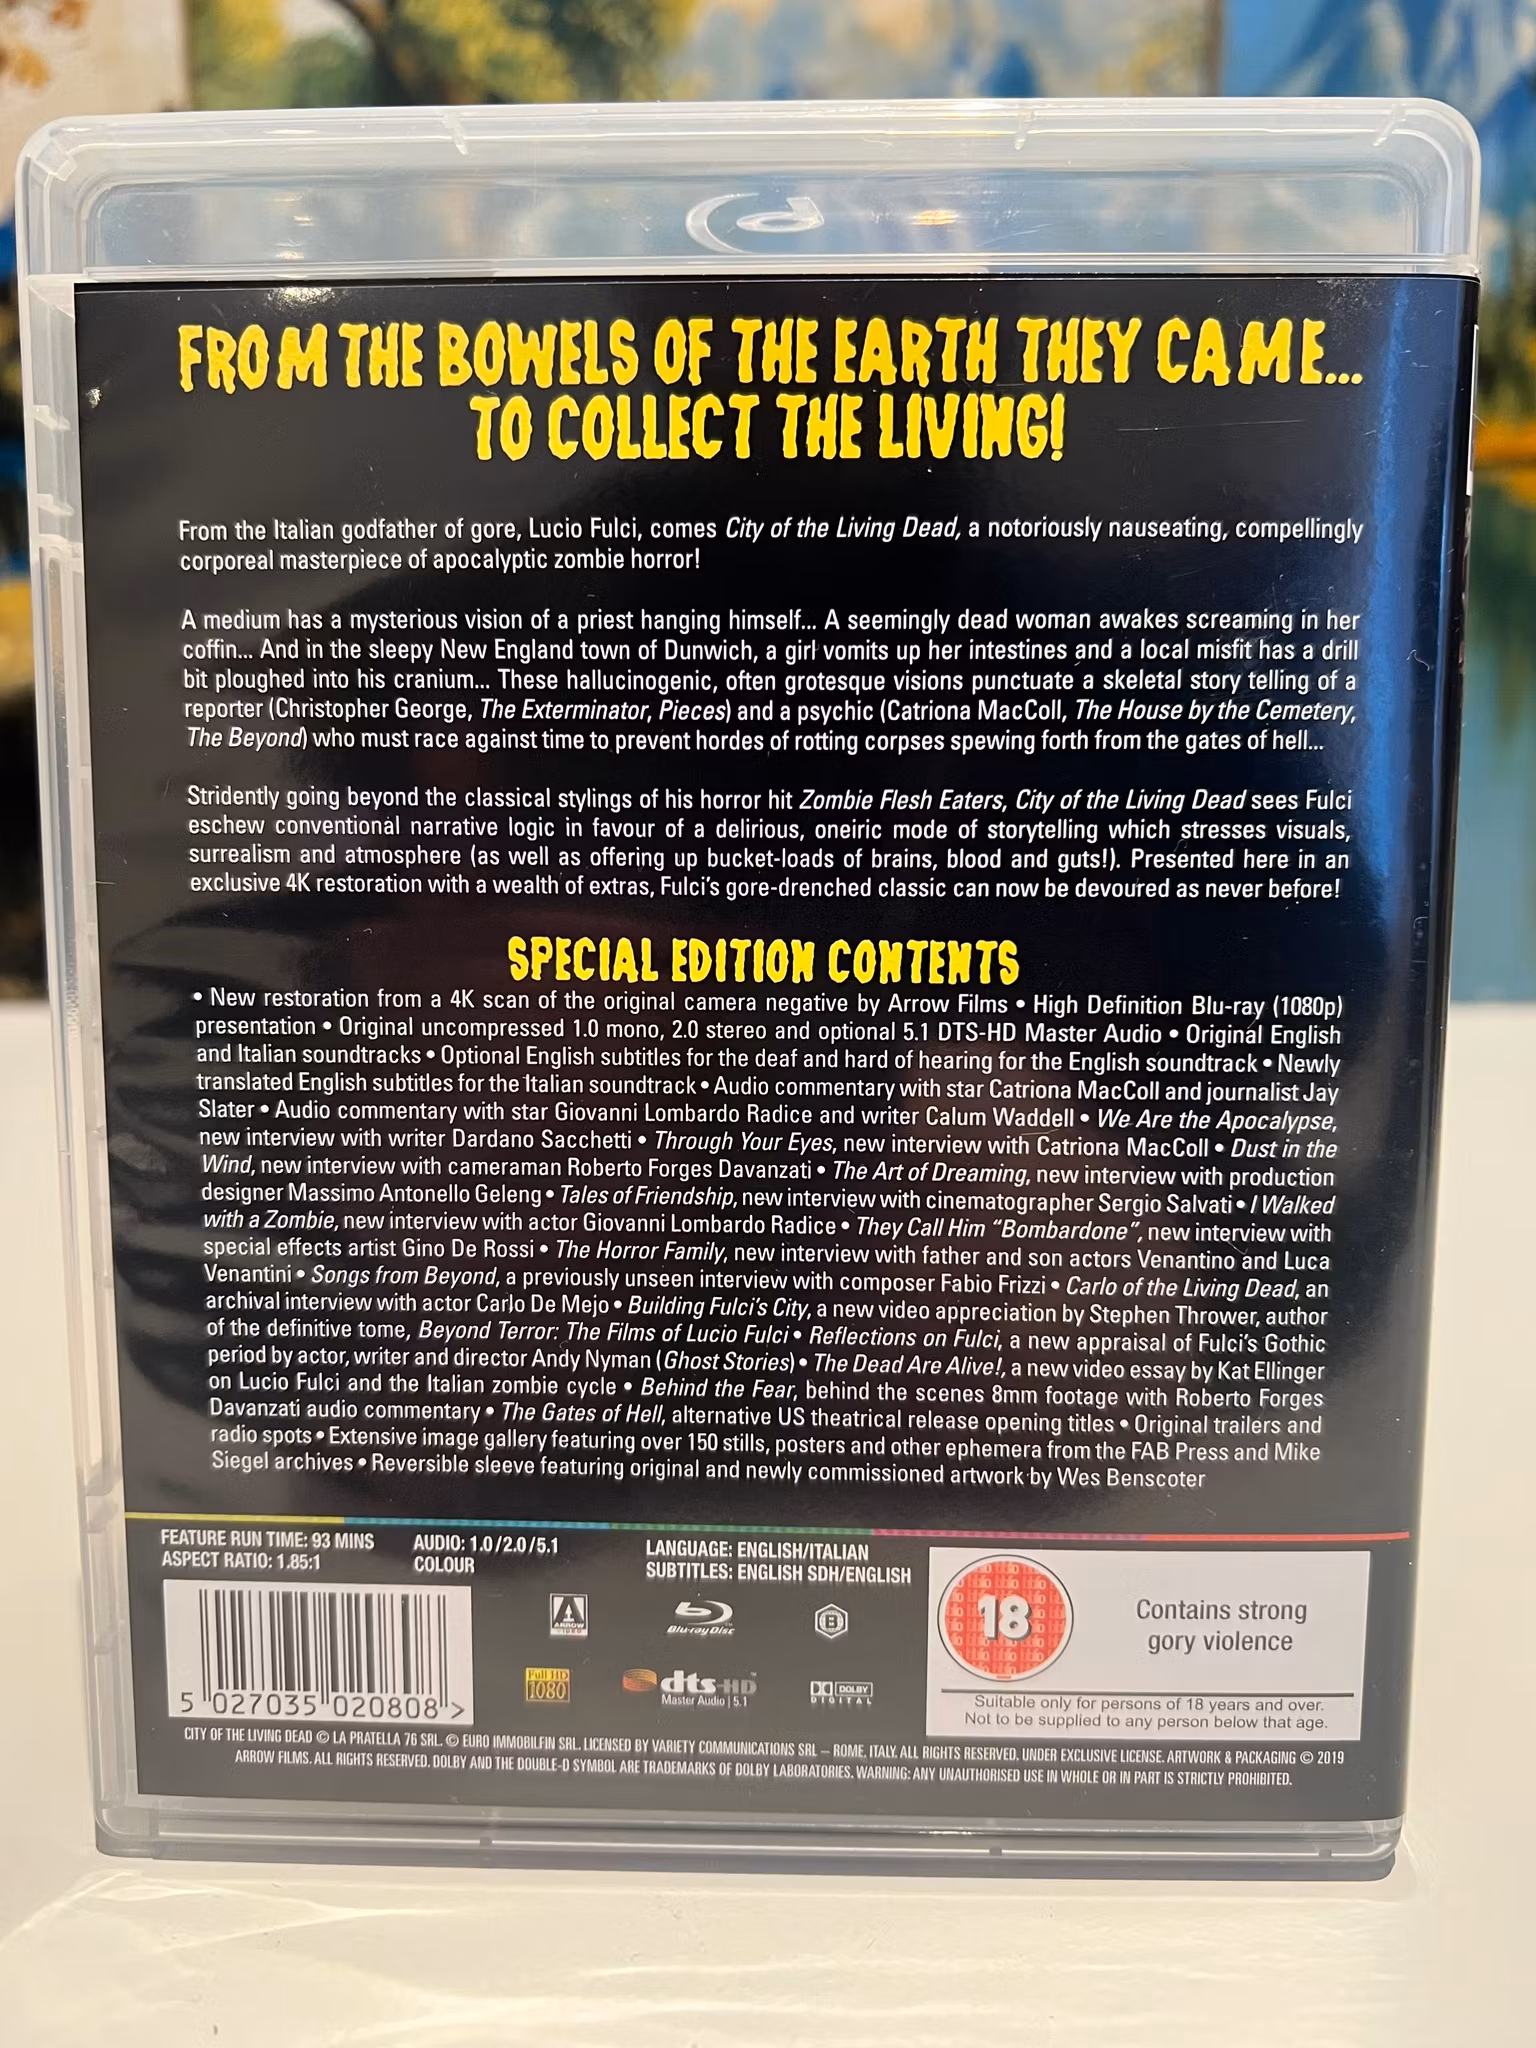 FROM THE BOWELS OF THE EARTH THEY CAME...
TO COLLECT THE LIVING!
From the Italian godfather of gore, Lucio Fulci, comes City of the Living Dead, a notoriously nauseating, compellingly
corporeal masterpiece of apocalyptic zombie horror!
A medium has a mysterious vision of a priest hanging himself... A seemingly dead woman awakes screaming in her
coffin... And in the sleepy New England town of Dunwich, a girl vomits up her intestines and a local misfit has a drill
bit ploughed into his cranium... These hallucinogenic, often grotesque visions punctuate a skeletal story telling of a
reporter (Christopher George, The Exterminator, Pieces) and a psychic (Catriona MacColl, The House by the Cemetery,
The Beyond) who must race against time to prevent hordes of rotting corpses spewing forth from the gates of hell...
Stridently going beyond the classical stylings of his horror hit Zombie Flesh Eaters, City of the Living Dead sees Fulci
eschew conventional narrative logic in favour of a delirious, oneiric mode of storytelling which stresses visuals,
surrealism and atmosphere (as well as offering up bucket-loads of brains, blood and guts!). Presented here in an
exclusive 4K restoration with a wealth of extras, Fulci's gore-drenched classic can now be devoured as never before!
SPECIAL EDITION CONTENTS
• New restoration from a 4K scan of the original camera negative by Arrow Films • High Definition Blu-ray (1080p)
presentation • Original uncompressed 1.0 mono, 2.0 stereo and optional 5.1 DTS-HD Master Audio • Original English
and Italian soundtracks • Optional English subtitles for the deaf and hard of hearing for the English soundtrack • Newly
translated English subtitles for the Italian soundtrack • Audio commentary with star Catriona MacColl and journalist Jay
Slater • Audio commentary with star Giovanni Lombardo Radice and writer Calum Waddell • We Are the Apocalypse,
new interview with writer Dardano Sacchetti • Through Your Eyes, new interview with Catriona MacColl • Dust in the
Wind, new interview with cameraman Roberto Forges Davanzati • The Art of Dreaming, new interview with production
designer Massimo Antonello Geleng • Tales of Friendship, new interview with cinematographer Sergio Salvati • I Walked
with a Zombie, new interview with actor Giovanni Lombardo Radice • They Call Him "Bombardone", new interview with
special effects artist Gino De Rossi • The Horror Family, new interview with father and son actors Venantino and Luca
Venantini • Songs from Beyond, a previously unseen interview with composer Fabio Frizzi • Carlo of the Living Dead, an
archival interview with actor Carlo De Mejo • Building Fulci's City, a new video appreciation by Stephen Thrower, author
of the definitive tome, Beyond Terror: The Films of Lucio Fulci • Reflections on Fulci, a new appraisal of Fulci's Gothic
period by actor, writer and director Andy Nyman (Ghost Stories) • The Dead Are Alive!, a new video essay by Kat Ellinger
on Lucio Fulci and the Italian zombie cycle • Behind the Fear, behind the scenes 8mm footage with Roberto Forges
Davanzati audio commentary • The Gates of Hell, alternative US theatrical release opening titles • Original trailers and
radio spots • Extensive image gallery featuring over 150 stills, posters and other ephemera from the FAB Press and Mike
Siegel archives • Reversible sleeve featuring original and newly commissioned artwork by Wes Benscoter
FEATURE RUN TIME: 93 MINS
ASPECT RATIO: 1.85:1
AUDIO: 1.0/2.0/5.1
COLOUR
LANGUAGE: ENGLISH/ITALIAN
SUBTITLES: ENGLISH SDH/ENGLISH
5 027035 020808 >
ARROW
VIDEO
Blu-ray Disc
B
Full HD
1080
dts-HD
Master Audio | 5.1
DOLBY
DIGITAL
18
Contains strong
gory violence
Suitable only for persons of 18 years and over.
Not to be supplied to any person below that age.
CITY OF THE LIVING DEAD © LA PRATELLA 76 SRL. © EURO IMMOBILFIN SRL. LICENSED BY VARIETY COMMUNICATIONS SRL – ROME, ITALY. ALL RIGHTS RESERVED. UNDER EXCLUSIVE LICENSE. ARTWORK & PACKAGING © 2019
ARROW FILMS. ALL RIGHTS RESERVED. DOLBY AND THE DOUBLE-D SYMBOL ARE TRADEMARKS OF DOLBY LABORATORIES. WARNING: ANY UNAUTHORISED USE IN WHOLE OR IN PART IS STRICTLY PROHIBITED.